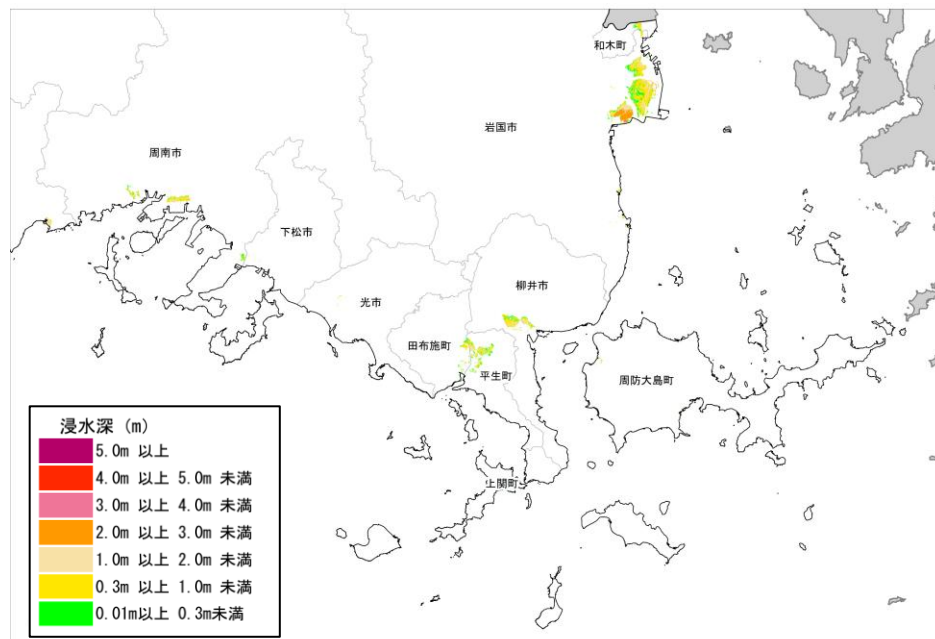 和木町
岩国市
周南市
下松市
柳井市
光市
田布施町
平生町
周防大島町
上関町
浸水深 (m)
5.0m 以上
4.0m 以上 5.0m 未満
3.0m 以上 4.0m 未満
2.0m 以上 3.0m 未満
1.0m 以上 2.0m 未満
0.3m 以上 1.0m 未満
0.01m以上 0.3m未満